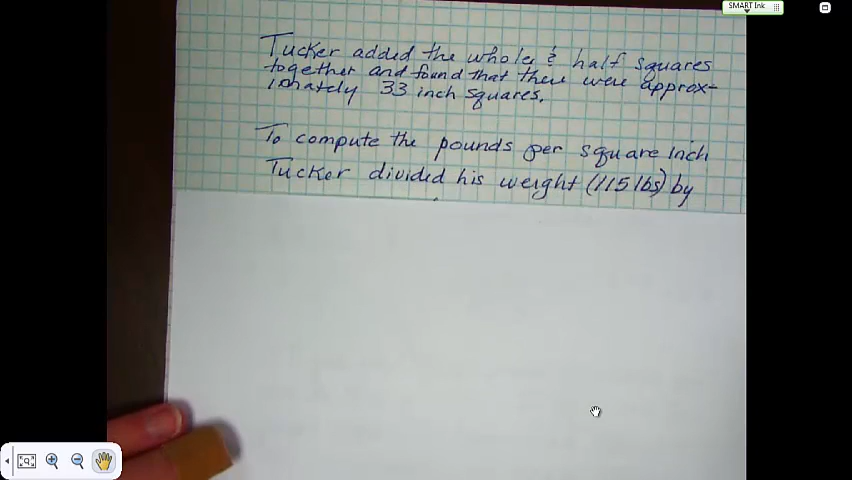 SMART Ink
Tucker added the whole & half squares
together and found that there were approx-
imately 33 inch squares.
To compute the pounds per square inch
Tucker divided his weight (115 lbs) by